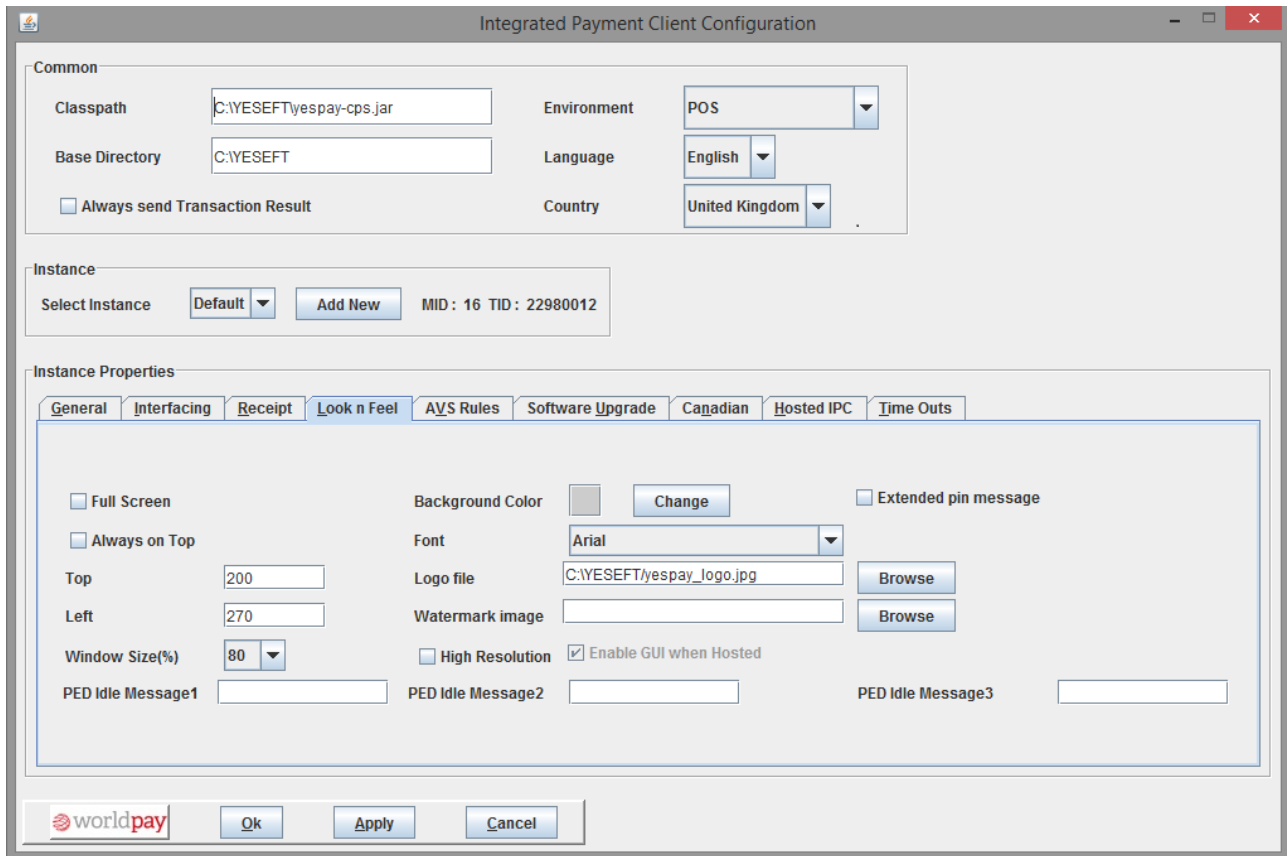 Integrated Payment Client Configuration
Common
Classpath C:\YESEFT\yespay-cps.jar Environment POS
Base Directory C:\YESEFT Language English
Always send Transaction Result Country United Kingdom .
Instance
Select Instance Default Add New MID : 16 TID : 22980012
Instance Properties
General Interfacing Receipt Look n Feel AVS Rules Software Upgrade Canadian Hosted IPC Time Outs
Full Screen Background Color Change Extended pin message
Always on Top Font Arial
Top 200 Logo file C:\YESEFT/yespay_logo.jpg Browse
Left 270 Watermark image Browse
Window Size(%) 80 High Resolution Enable GUI when Hosted
PED Idle Message1 PED Idle Message2 PED Idle Message3
worldpay Ok Apply Cancel